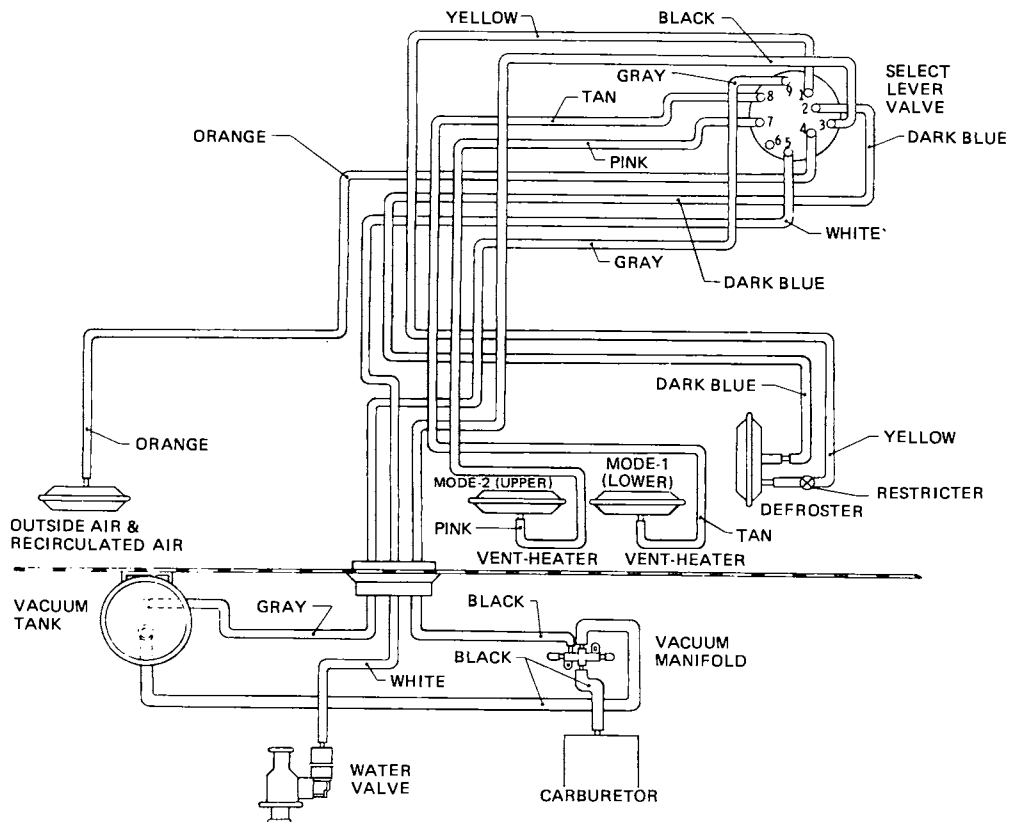 YELLOW
BLACK
GRAY
SELECT
LEVER
VALVE
TAN
9
1
8
2
7
4
3
6
5
ORANGE
DARK BLUE
PINK
WHITE
GRAY
DARK BLUE
DARK BLUE
ORANGE
YELLOW
MODE-2 (UPPER)
MODE-1
(LOWER)
RESTRICTER
DEFROSTER
OUTSIDE AIR &
RECIRCULATED AIR
PINK
TAN
VENT-HEATER
VENT-HEATER
VACUUM
TANK
GRAY
BLACK
VACUUM
MANIFOLD
BLACK
WHITE
WATER
VALVE
CARBURETOR